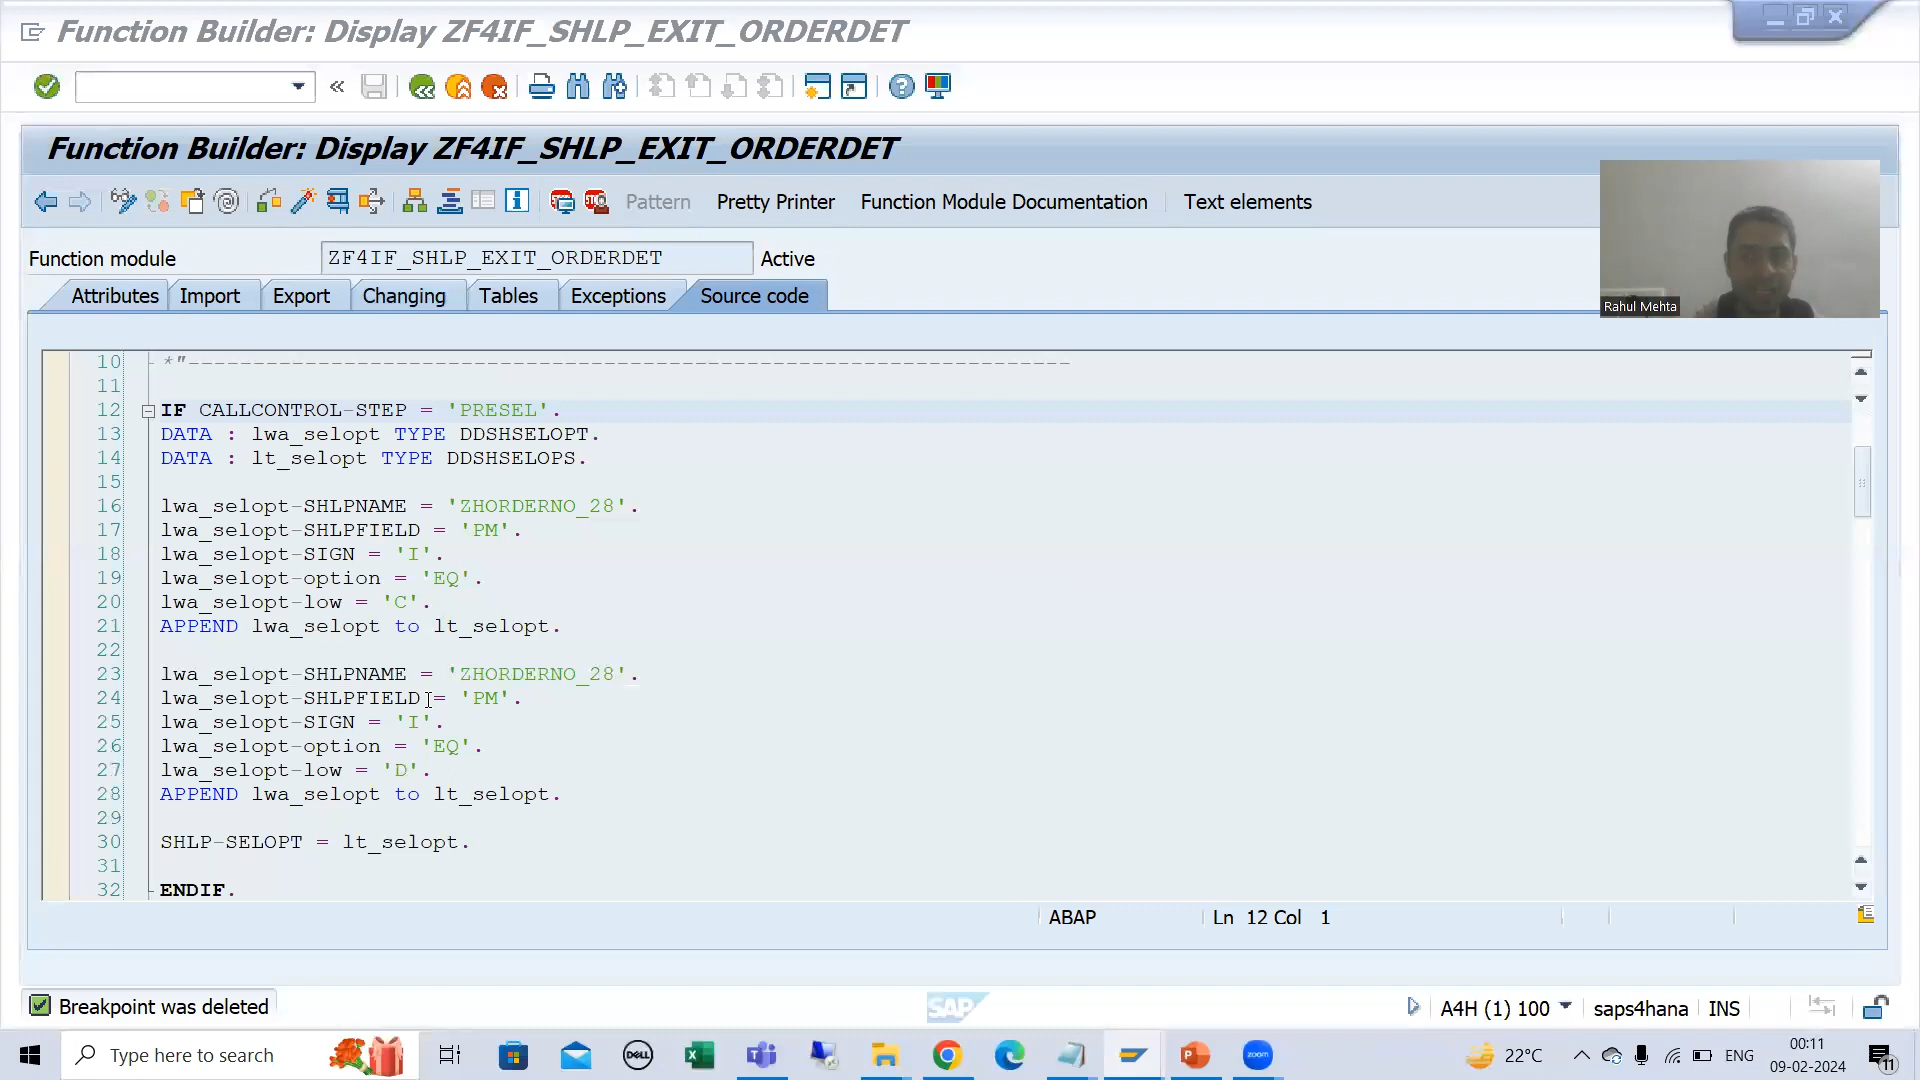 Function Builder: Display ZF4IF_SHLP_EXIT_ORDERDET
Function Builder: Display ZF4IF_SHLP_EXIT_ORDERDET
Pattern Pretty Printer Function Module Documentation Text elements
Function module ZF4IF_SHLP_EXIT_ORDERDET Active
Rahul Mehta
Attributes Import Export Changing Tables Exceptions Source code
10 *"----------------------------------------------------------------------
11
12 IF CALLCONTROL-STEP = 'PRESEL'.
13 DATA : lwa_selopt TYPE DDSHSELOPT.
14 DATA : lt_selopt TYPE DDSHSELOPS.
15
16 lwa_selopt-SHLPNAME = 'ZHORDERNO_28'.
17 lwa_selopt-SHLPFIELD = 'PM'.
18 lwa_selopt-SIGN = 'I'.
19 lwa_selopt-option = 'EQ'.
20 lwa_selopt-low = 'C'.
21 APPEND lwa_selopt to lt_selopt.
22
23 lwa_selopt-SHLPNAME = 'ZHORDERNO_28'.
24 lwa_selopt-SHLPFIELD = 'PM'.
25 lwa_selopt-SIGN = 'I'.
26 lwa_selopt-option = 'EQ'.
27 lwa_selopt-low = 'D'.
28 APPEND lwa_selopt to lt_selopt.
29
30 SHLP-SELOPT = lt_selopt.
31
32 ENDIF.
ABAP Ln 12 Col 1
Breakpoint was deleted SAP A4H (1) 100 saps4hana INS
Type here to search DELL zoom 22°C ENG 00:11
09-02-2024 11